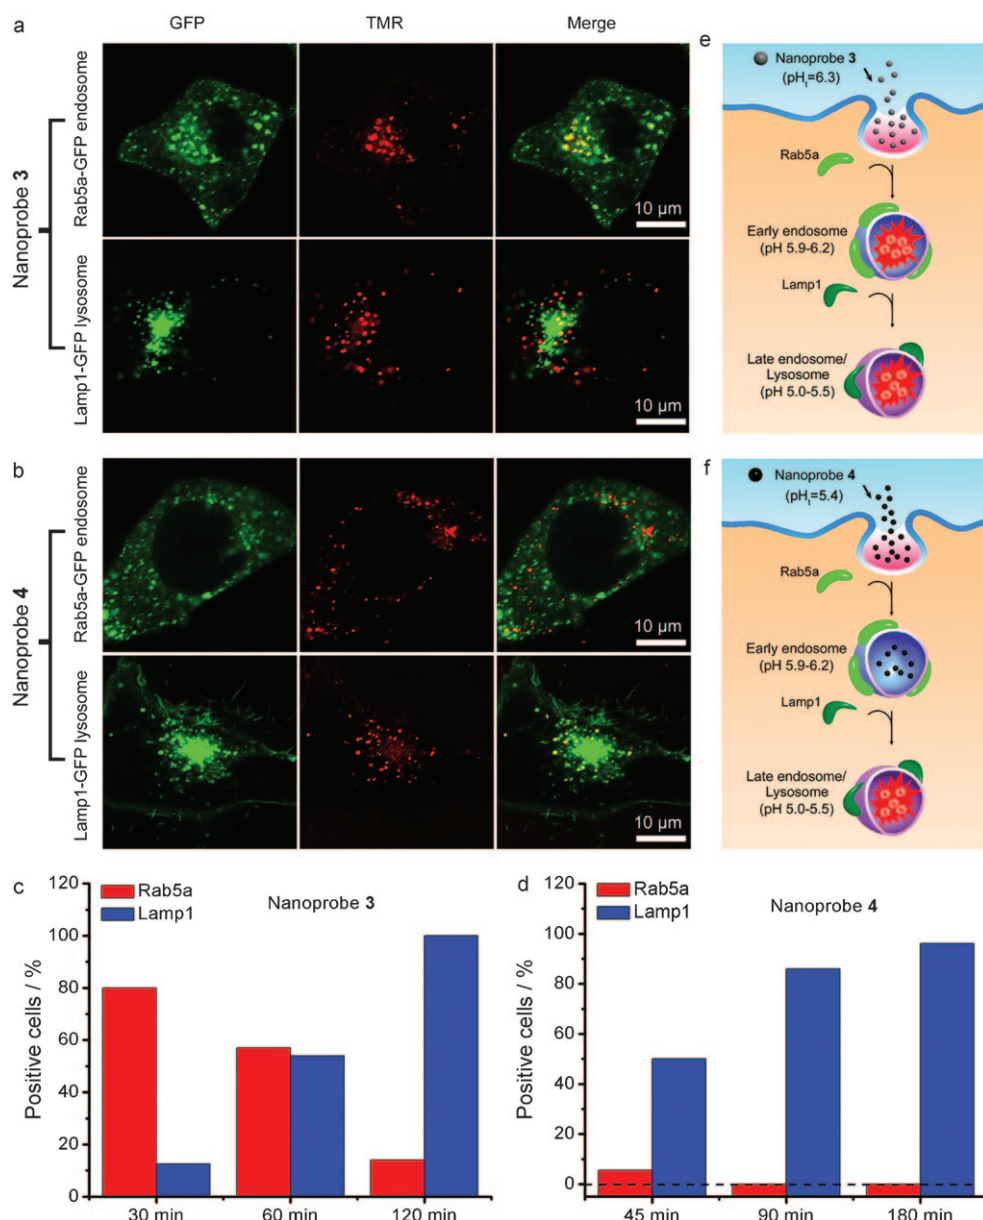 a
GFP
TMR
Merge
Nanoprobe 3
Rab5a-GFP endosome
10 µm
Lamp1-GFP lysosome
10 µm
b
Nanoprobe 4
Rab5a-GFP endosome
10 µm
Lamp1-GFP lysosome
10 µm
e
Nanoprobe 3
(pHt=6.3)
Rab5a
Early endosome
(pH 5.9-6.2)
Lamp1
Late endosome/
Lysosome
(pH 5.0-5.5)
f
Nanoprobe 4
(pHt=5.4)
Rab5a
Early endosome
(pH 5.9-6.2)
Lamp1
Late endosome/
Lysosome
(pH 5.0-5.5)
c
Rab5a
Lamp1
Nanoprobe 3
Positive cells / %
120
100
80
60
40
20
0
30 min
60 min
120 min
d
Rab5a
Lamp1
Nanoprobe 4
Positive cells / %
120
100
80
60
40
20
0
45 min
90 min
180 min